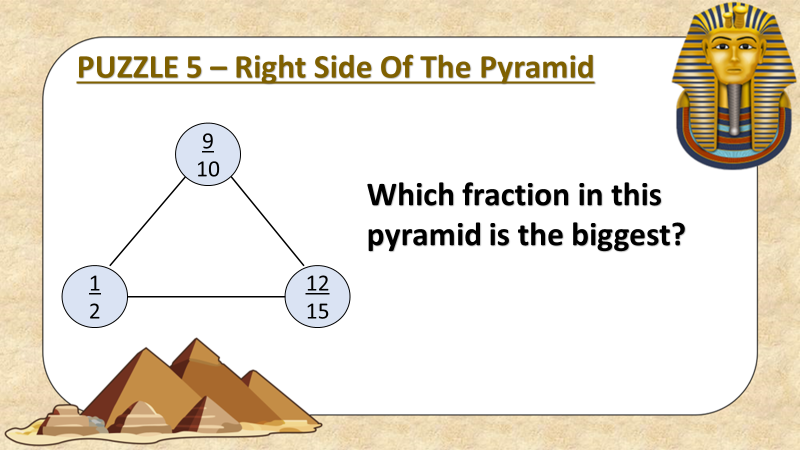 PUZZLE 5 – Right Side Of The Pyramid
9
10
Which fraction in this
pyramid is the biggest?
1
2
12
15